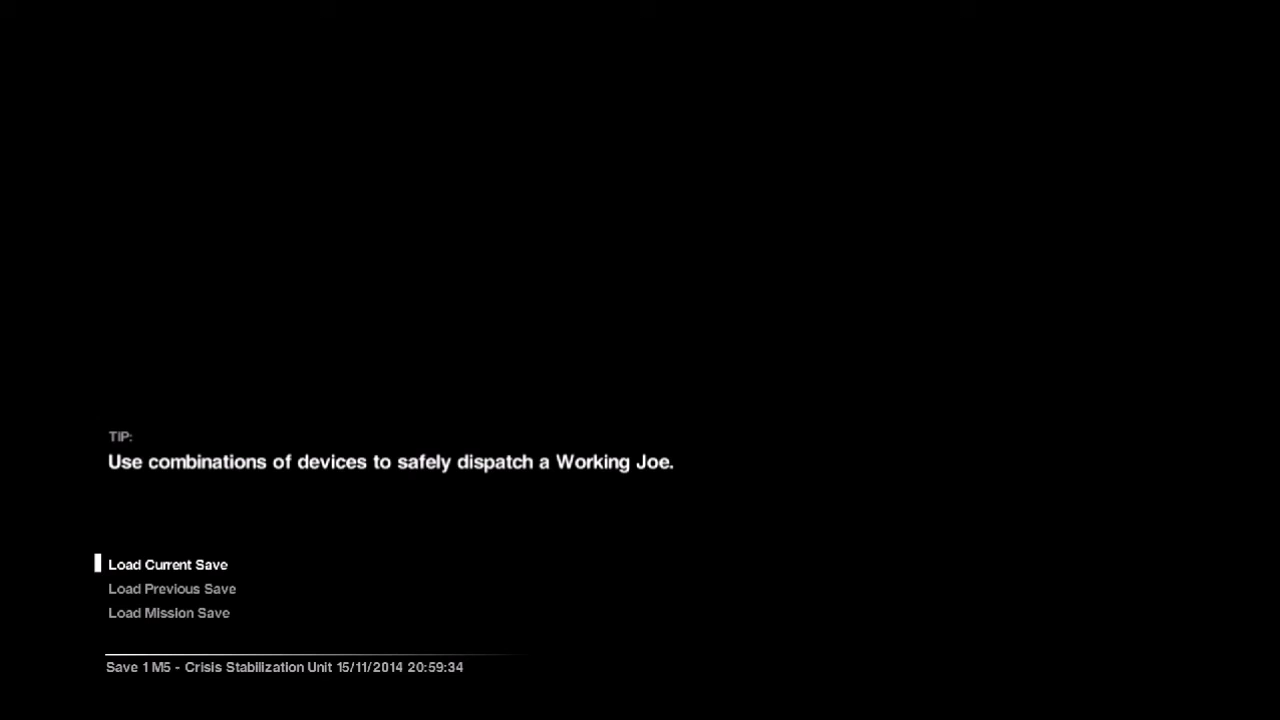 TIP:
Use combinations of devices to safely dispatch a Working Joe.
Load Current Save
Load Previous Save
Load Mission Save
Save 1 M5 - Crisis Stabilization Unit 15/11/2014 20:59:34